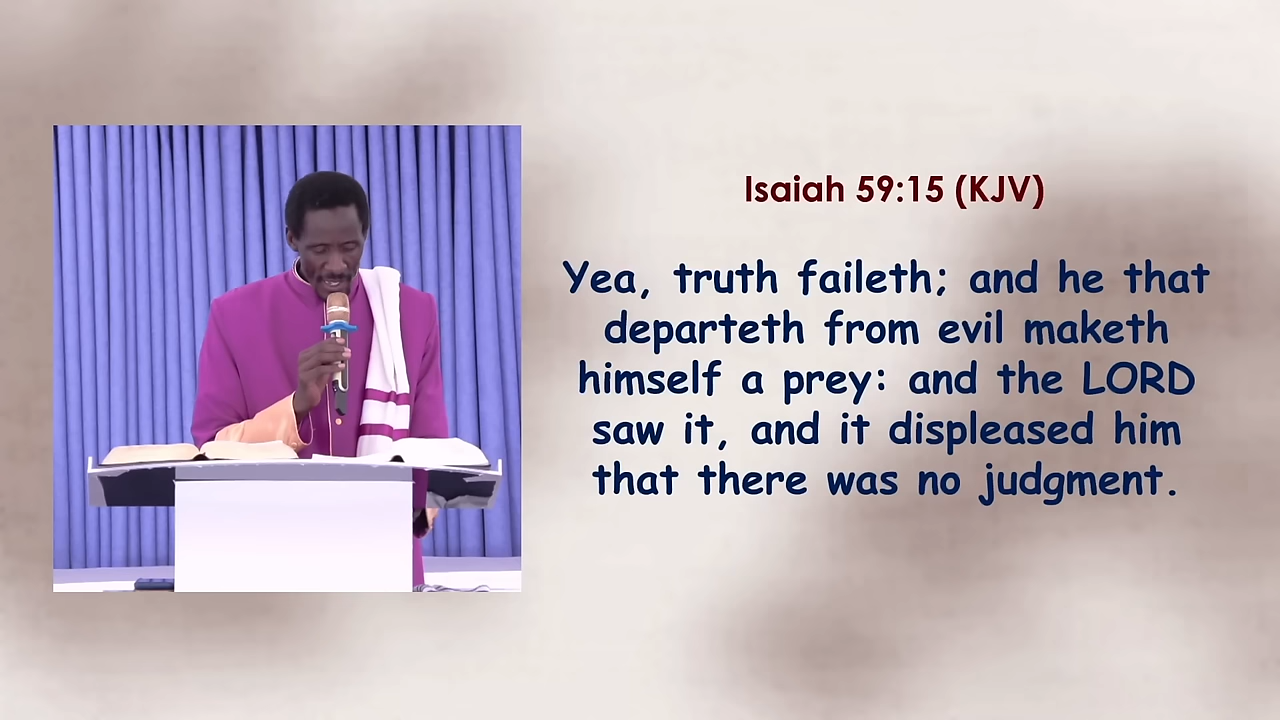 Isaiah 59:15 (KJV)
Yea, truth faileth; and he that
departeth from evil maketh
himself a prey: and the LORD
saw it, and it displeased him
that there was no judgment.